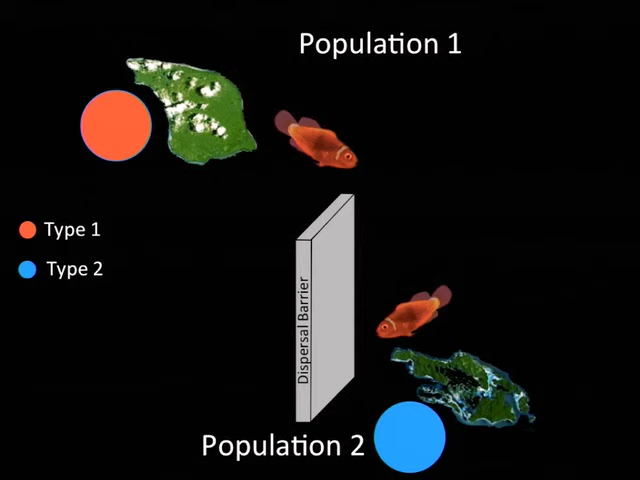 Population 1
Type 1
Type 2
Dispersal Barrier
Population 2